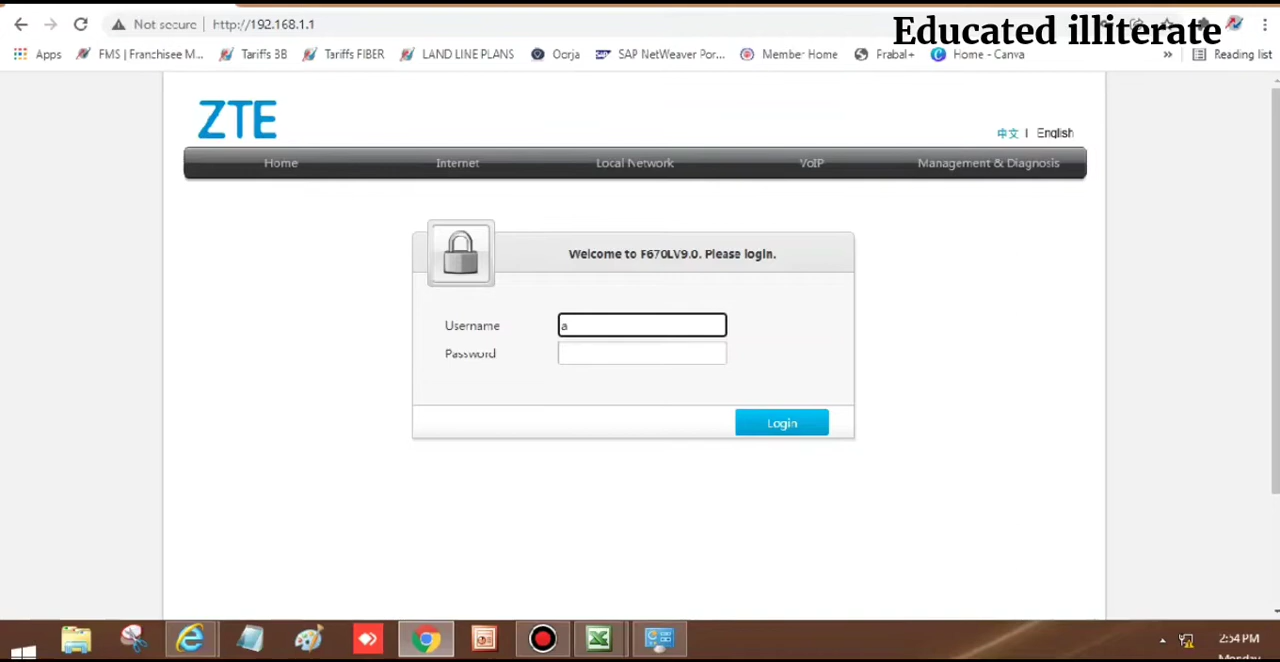 Not secure | http://192.168.1.1
Educated illiterate
Apps FMS | Franchisee M... Tariffs BB Tariffs FIBER LAND LINE PLANS Oorja SAP NetWeaver Por... Member Home Frabal+ Home - Canva » Reading list
ZTE
中文 | English
Home Internet Local Network VoIP Management & Diagnosis
Welcome to F670LV9.0. Please login.
Username a
Password
Login
2:54 PM
Monday